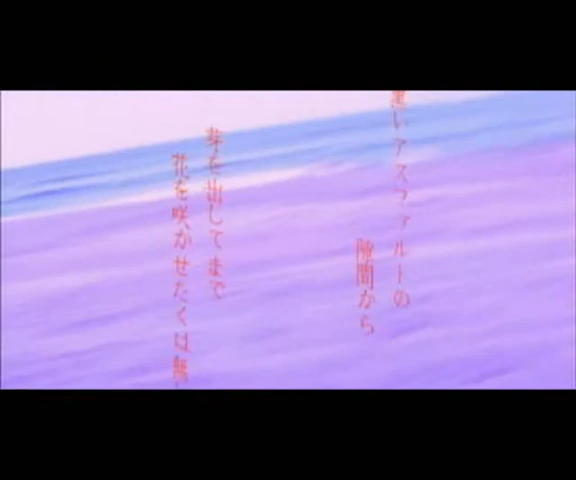 いアスファルトの
隙間から
芽を出してまで
花を咲かせたくは無